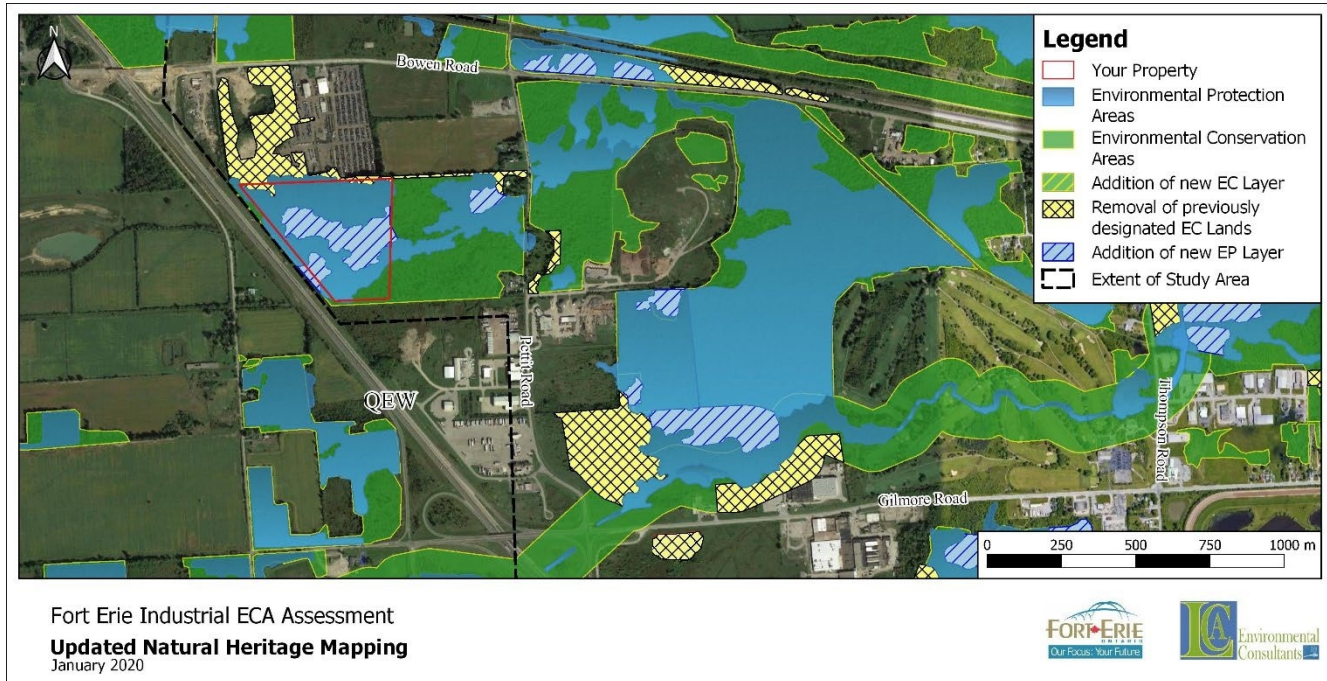 Bowen Road
QEW
Pettit Road
Thompson Road
Gilmore Road
Legend
Your Property
Environmental Protection
Areas
Environmental Conservation
Areas
Addition of new EC Layer
Removal of previously
designated EC Lands
Addition of new EP Layer
Extent of Study Area
0 250 500 750 1000 m
Fort Erie Industrial ECA Assessment
Updated Natural Heritage Mapping
January 2020
FORT ERIE
Our Focus: Your Future
LCA
Environmental
Consultants